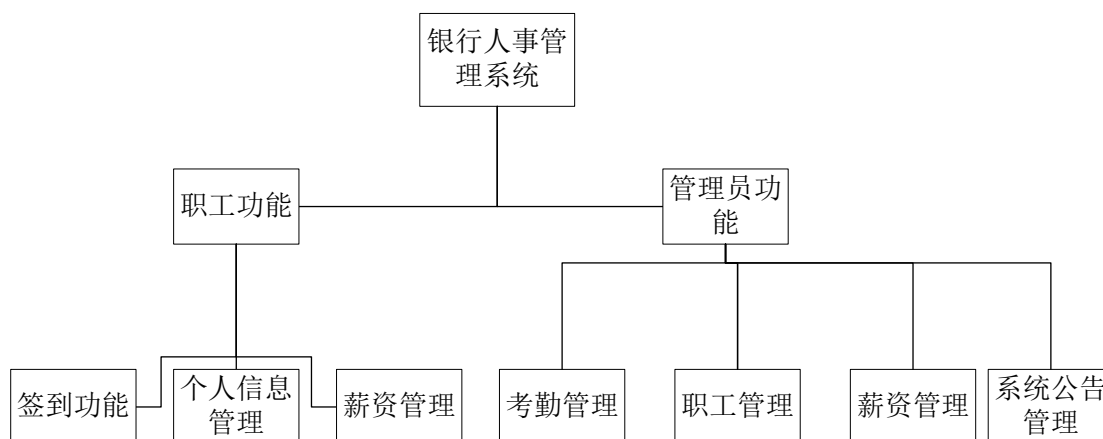 银行人事管
理系统
职工功能
管理员功
能
签到功能
个人信息
管理
薪资管理
考勤管理
职工管理
薪资管理
系统公告
管理